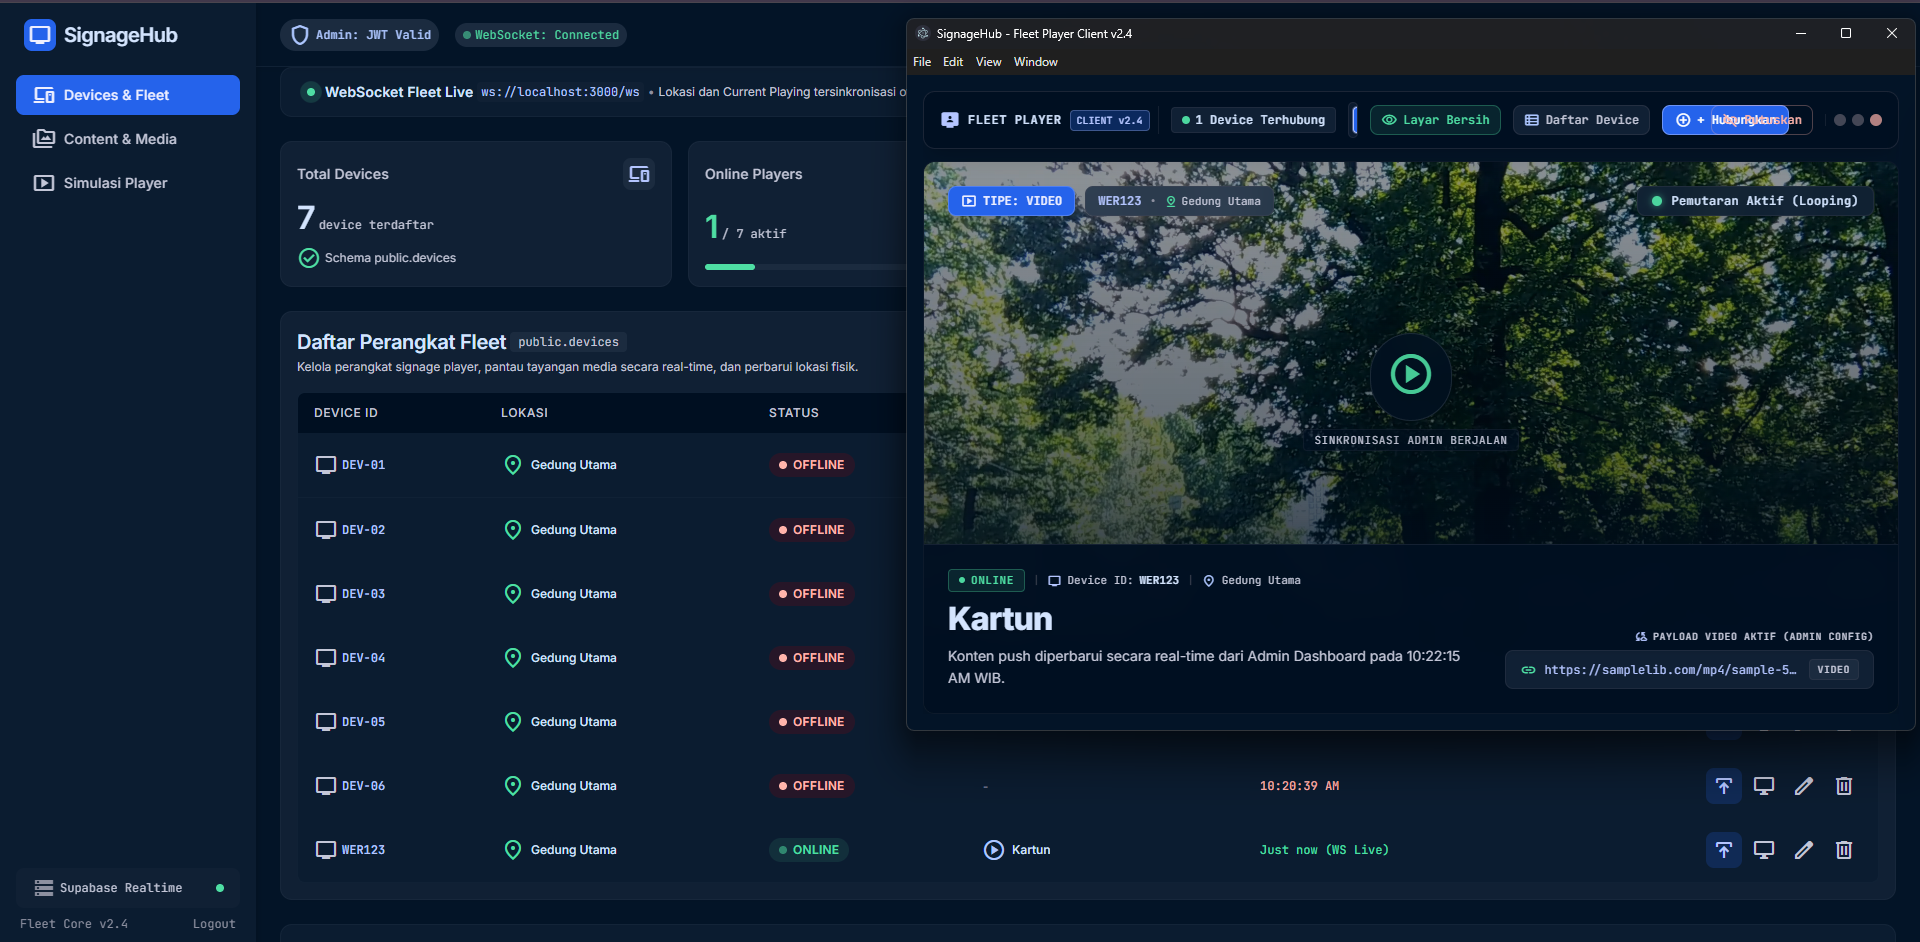 SignageHub
Devices & Fleet
Content & Media
Simulasi Player
Supabase Realtime
Fleet Core v2.4
Logout
Admin: JWT Valid
WebSocket: Connected
WebSocket Fleet Live ws://localhost:3000/ws • Lokasi dan Current Playing tersinkronisasi o
Total Devices
7 device terdaftar
Schema public.devices
Online Players
1 / 7 aktif
Daftar Perangkat Fleet public.devices
Kelola perangkat signage player, pantau tayangan media secara real-time, dan perbarui lokasi fisik.
DEVICE ID LOKASI STATUS
DEV-01 Gedung Utama OFFLINE
DEV-02 Gedung Utama OFFLINE
DEV-03 Gedung Utama OFFLINE
DEV-04 Gedung Utama OFFLINE
DEV-05 Gedung Utama OFFLINE
DEV-06 Gedung Utama OFFLINE - 10:20:39 AM
WER123 Gedung Utama ONLINE Kartun Just now (WS Live)
SignageHub - Fleet Player Client v2.4
File Edit View Window
FLEET PLAYER CLIENT v2.4
1 Device Terhubung
Layar Bersih
Daftar Device
+ Hubungkan
TIPE: VIDEO
WER123 • Gedung Utama
Pemutaran Aktif (Looping)
SINKRONISASI ADMIN BERJALAN
ONLINE | Device ID: WER123 | Gedung Utama
Kartun
Konten push diperbarui secara real-time dari Admin Dashboard pada 10:22:15
AM WIB.
PAYLOAD VIDEO AKTIF (ADMIN CONFIG)
https://samplelib.com/mp4/sample-5… VIDEO